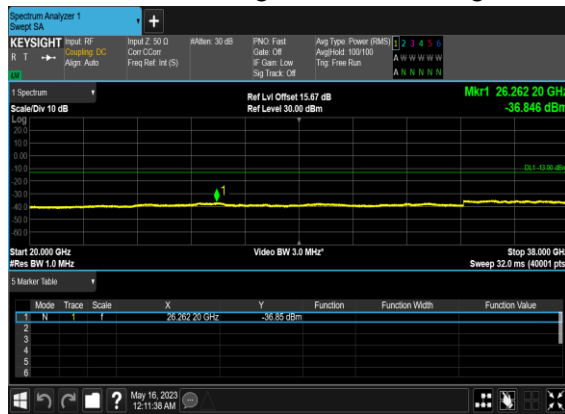 Spectrum Analyzer 1
Swept SA
KEYSIGHT Input: RF Input Z: 50 Ω #Atten: 30 dB PNO: Fast Avg Type: Power (RMS) 1 2 3 4 5 6
R T Coupling: DC Corr CCorr Gate: Off Avg|Hold: 100/100 A W W W W W
Align: Auto Freq Ref: Int (S) IF Gain: Low Trig: Free Run
LW Sig Track: Off A N N N N N
1 Spectrum Ref Lvl Offset 15.67 dB Mkr1 26.262 20 GHz
Scale/Div 10 dB Ref Level 30.00 dBm -36.846 dBm
Log
20.0
10.0
0.00
-10.0 DL1 -13.00 dBm
-20.0
-30.0 1
-40.0
-50.0
-60.0
Start 20.000 GHz Video BW 3.0 MHz* Stop 38.000 GHz
#Res BW 1.0 MHz Sweep 32.0 ms (40001 pts
5 Marker Table
Mode Trace Scale X Y Function Function Width Function Value
1 N 1 f 26.262 20 GHz -36.85 dBm
2
3
4
5
6
? May 16, 2023
12:11:38 AM